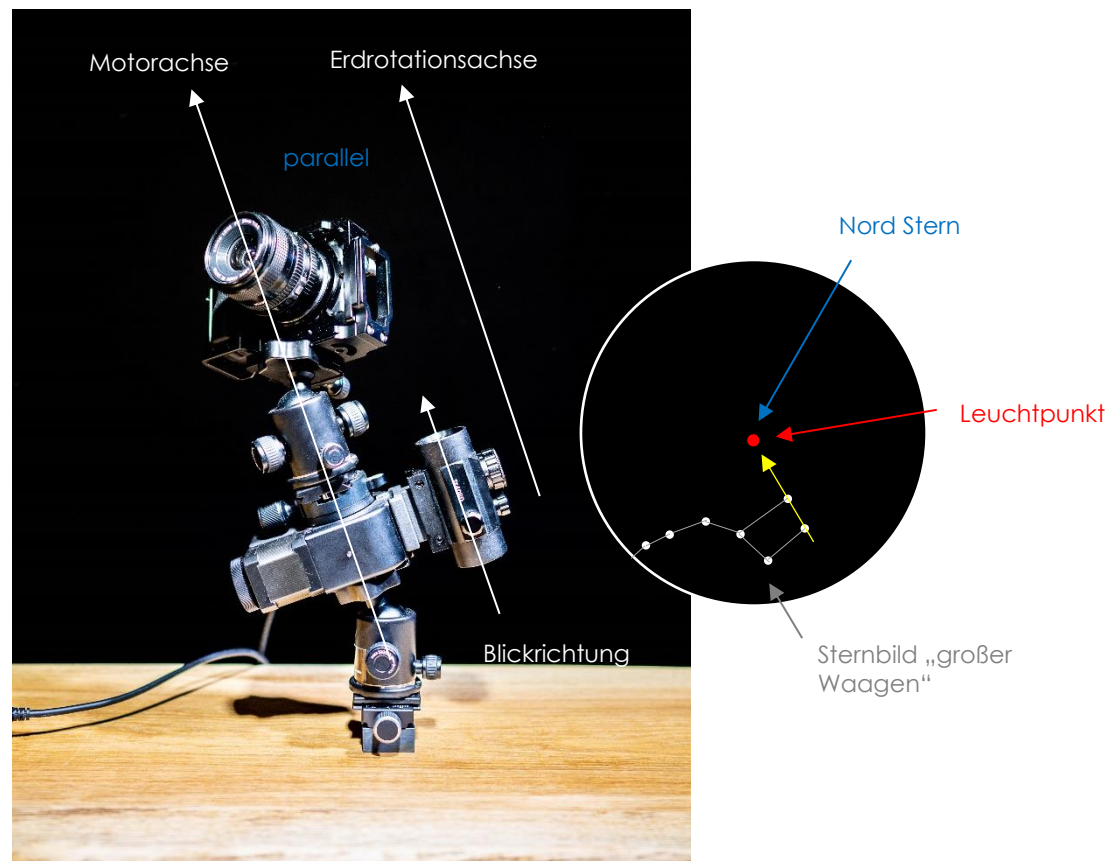 Motorachse
Erdrotationsachse
parallel
Nord Stern
Leuchtpunkt
Blickrichtung
Sternbild „großer
Waagen“